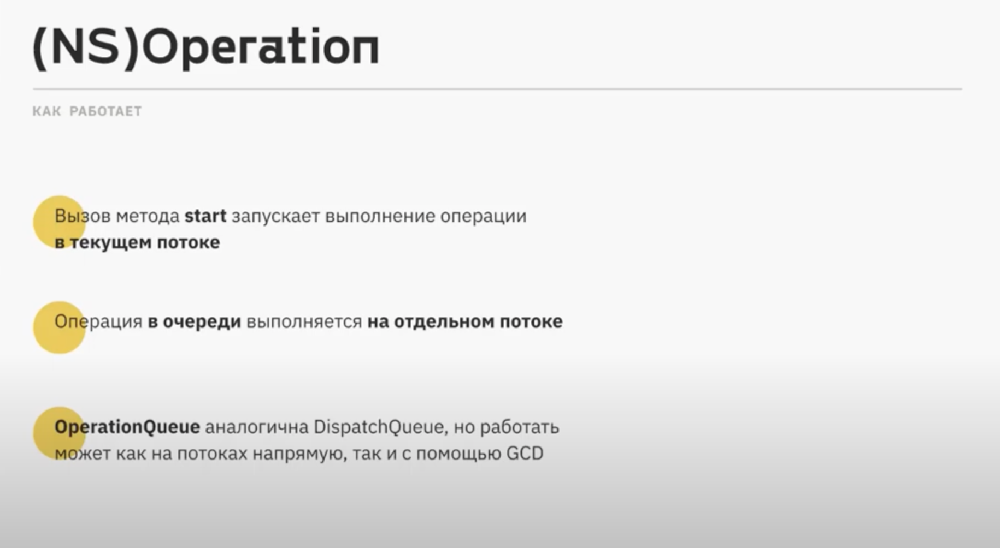 (NS)Operation
КАК РАБОТАЕТ
Вызов метода start запускает выполнение операции
в текущем потоке
Операция в очереди выполняется на отдельном потоке
OperationQueue аналогична DispatchQueue, но работать
может как на потоках напрямую, так и с помощью GCD